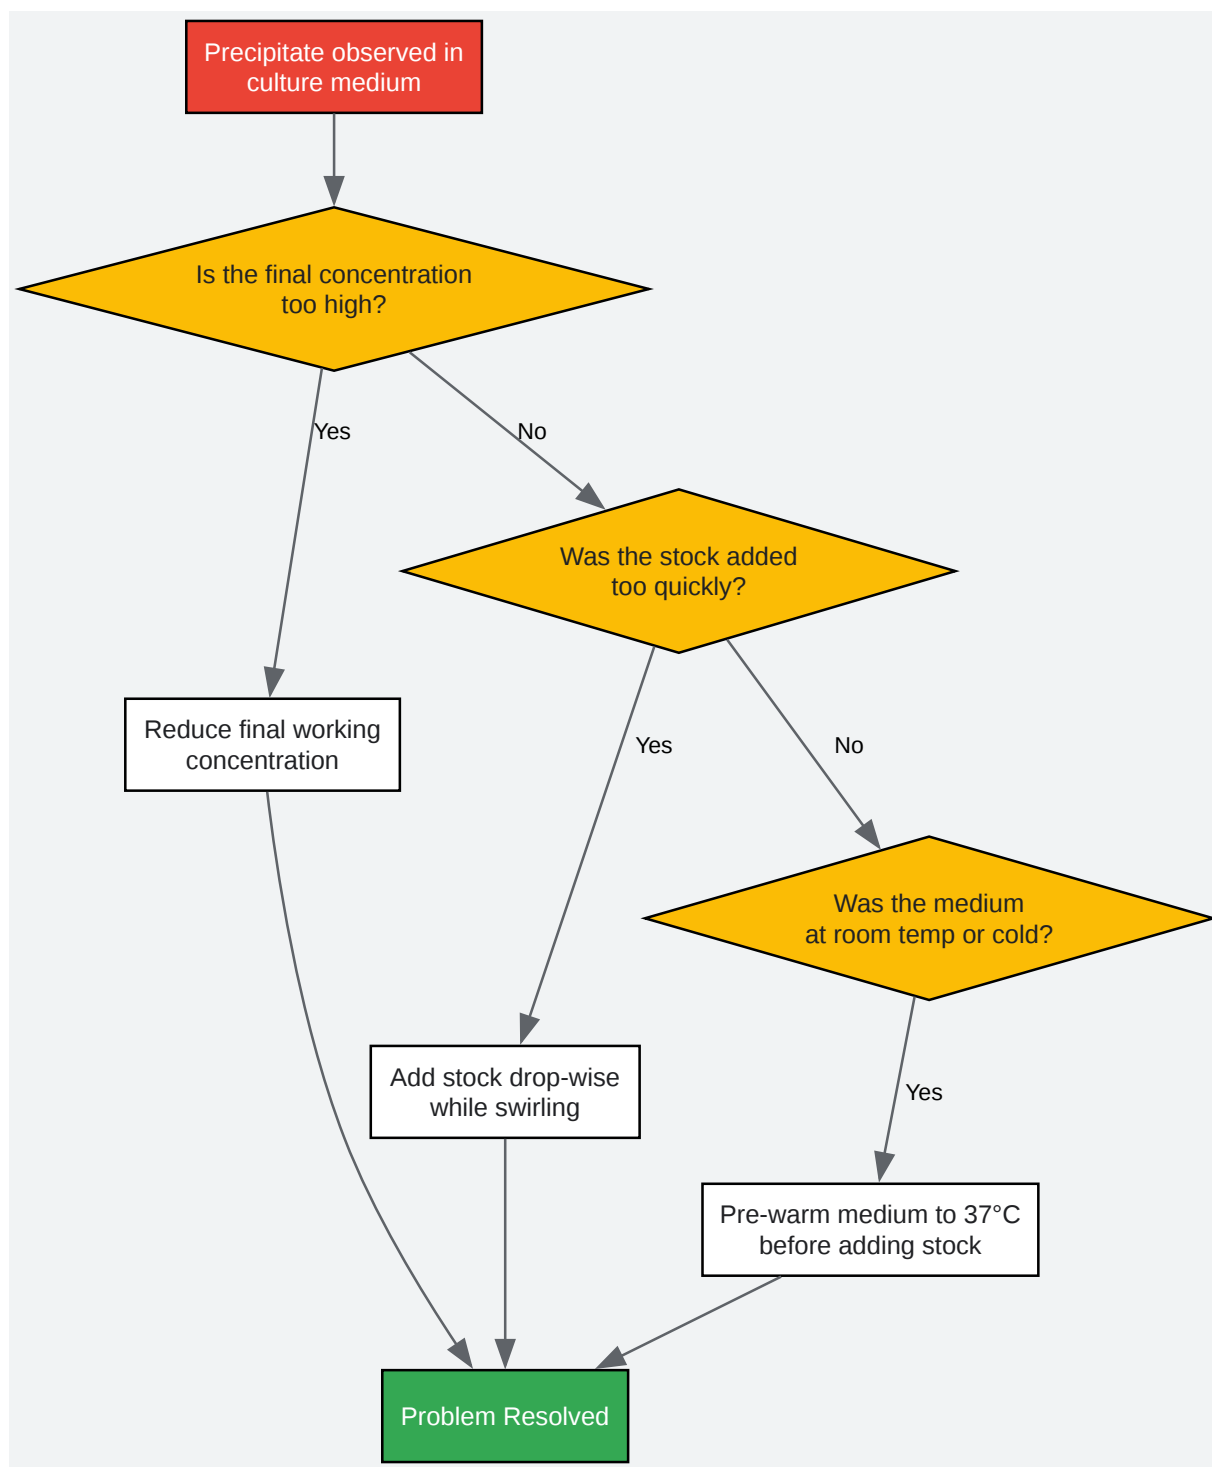 Precipitate observed in
culture medium
Is the final concentration
too high?
Yes
No
Was the stock added
too quickly?
Reduce final working
concentration
Yes
No
Was the medium
at room temp or cold?
Add stock drop-wise
while swirling
Yes
Pre-warm medium to 37°C
before adding stock
Problem Resolved